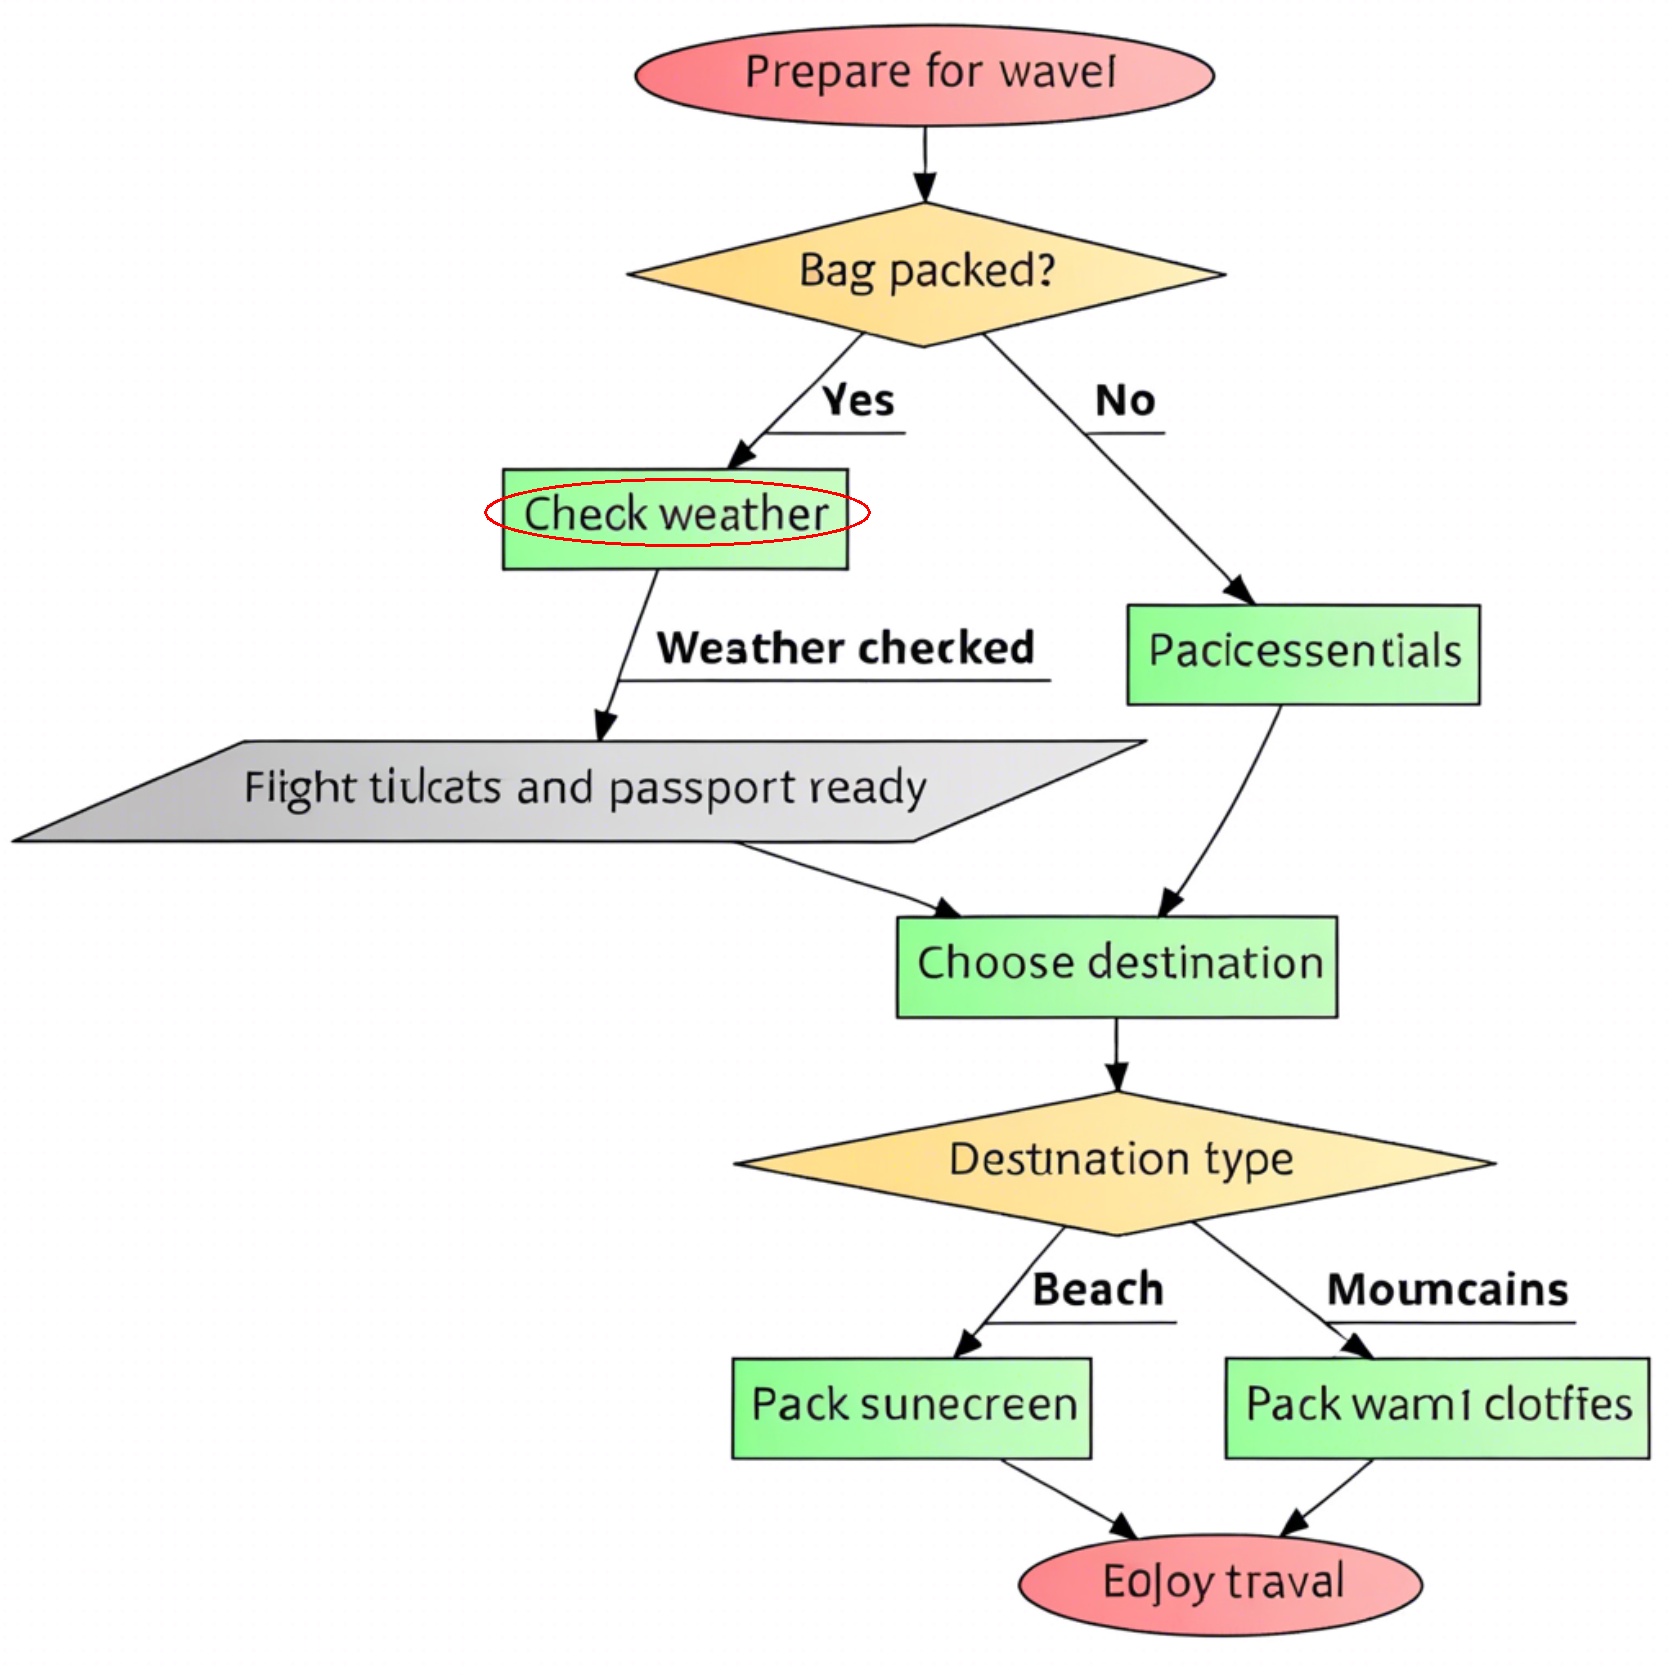 Prepare for wavel
Bag packed?
Yes
No
Check weather
Weather checked
Pacicessentials
Flight tiulcats and passport ready
Choose destination
Destination type
Beach
Moumcains
Pack sunecreen
Pack wam1 clotffes
EoJoy traval